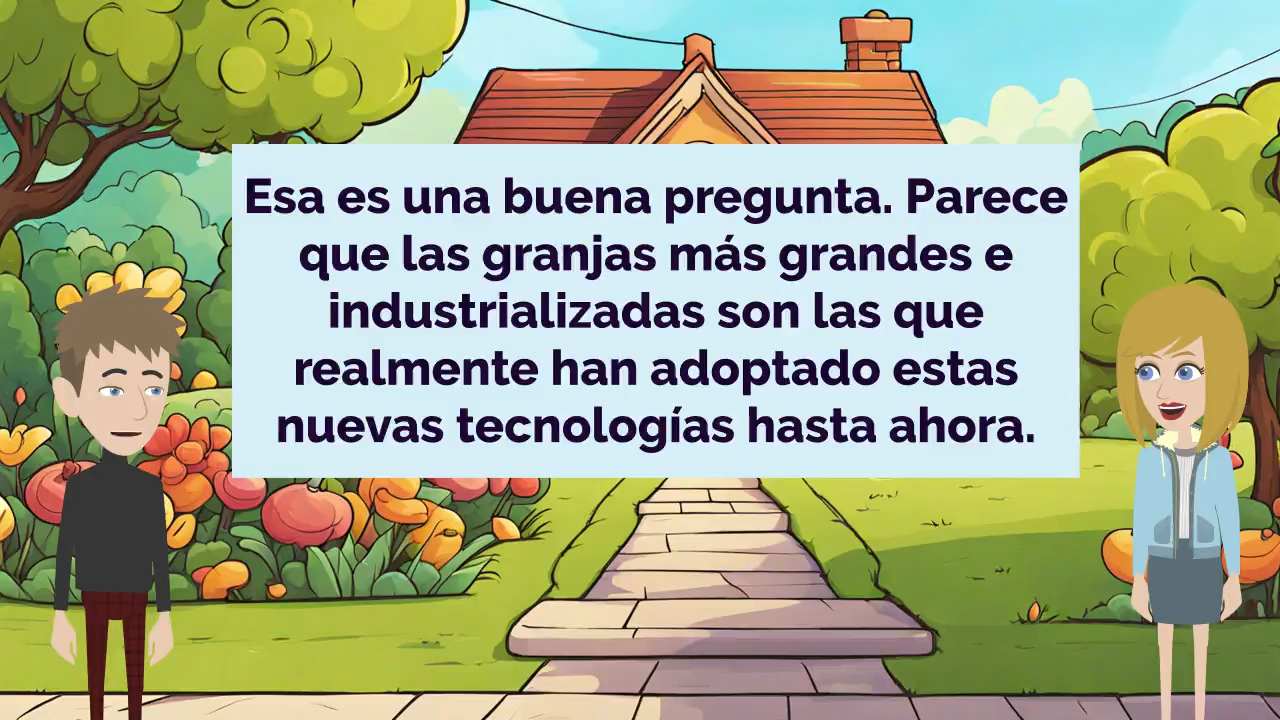 Esa es una buena pregunta. Parece
que las granjas más grandes e
industrializadas son las que
realmente han adoptado estas
nuevas tecnologías hasta ahora.